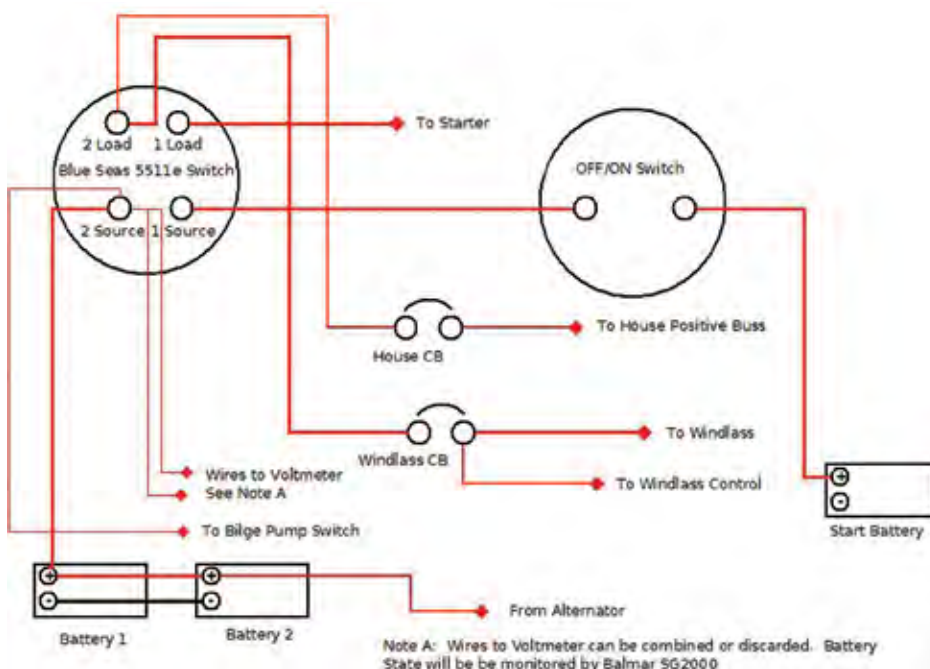 2 Load 1 Load
To Starter
Blue Seas 5511e Switch
OFF/ON Switch
2 Source 1 Source
To House Positive Buss
House CB
To Windlass
Windlass CB
Wires to Voltmeter
See Note A
To Windlass Control
To Bilge Pump Switch
+
-
Start Battery
+
-
+
-
From Alternator
Battery 1
Battery 2
Note A: Wires to Voltmeter can be combined or discarded. Battery
State will be be monitored by Balmar SG2000